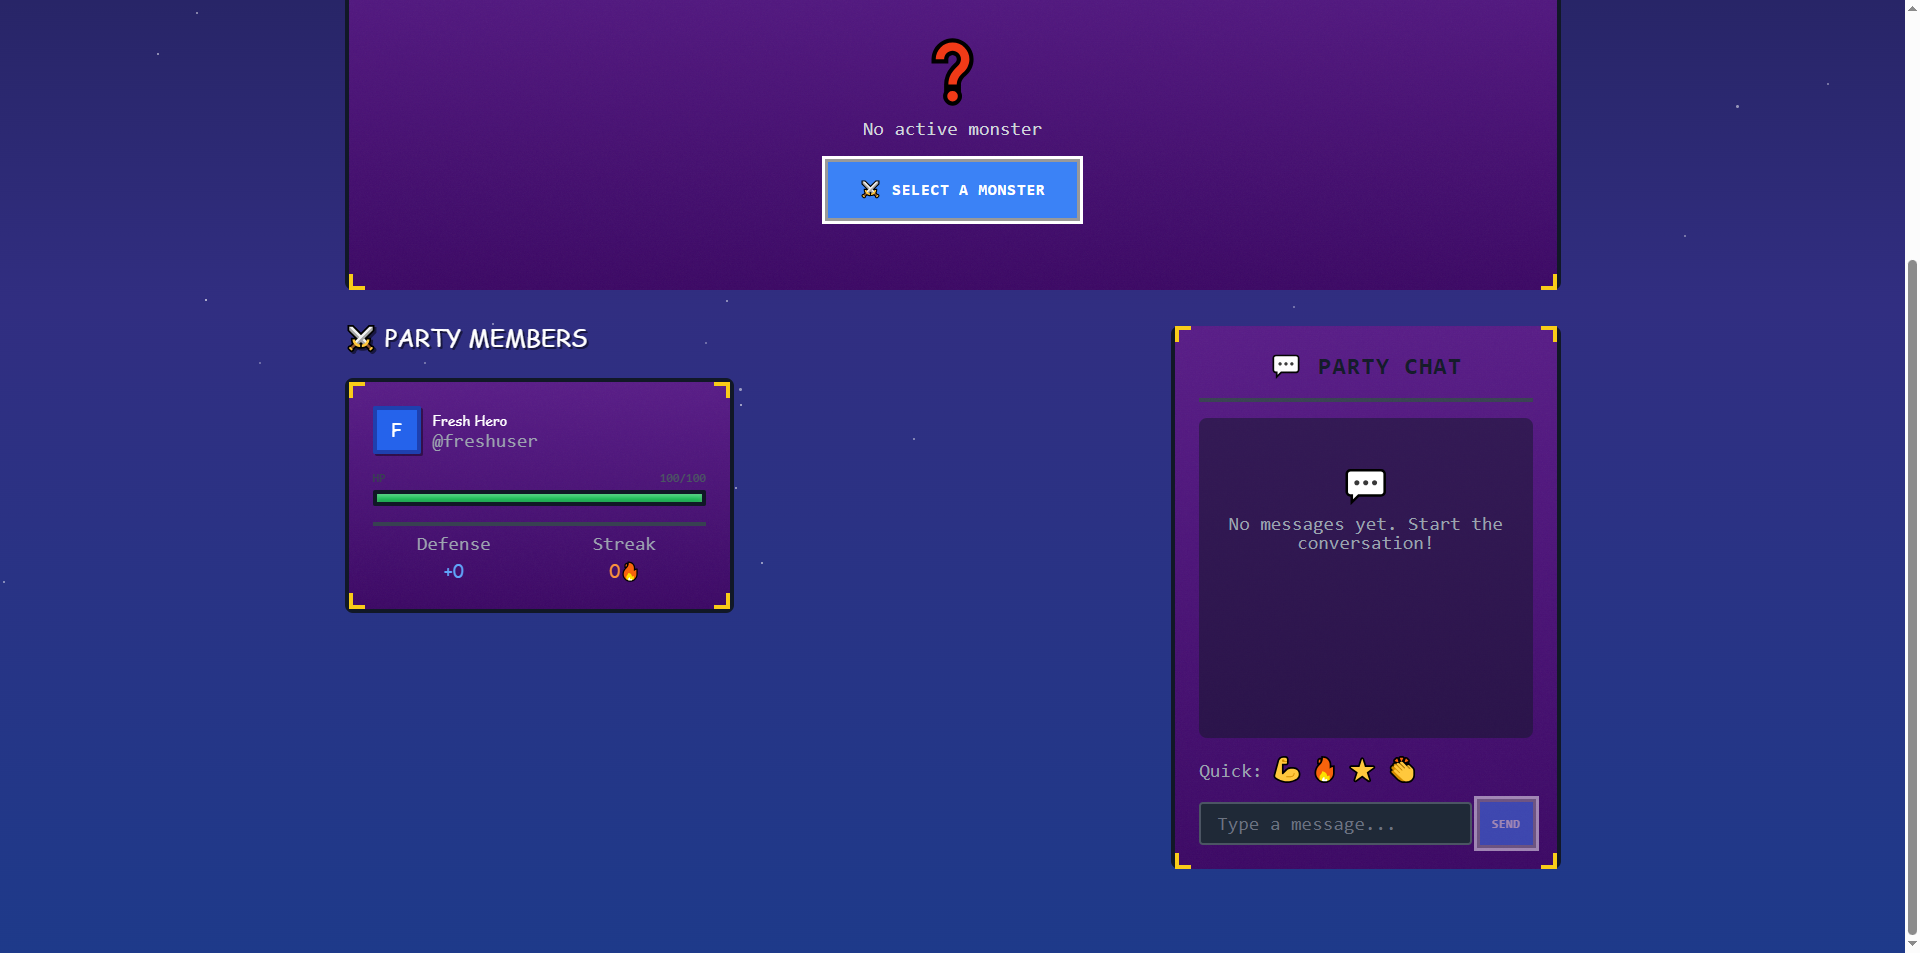 No active monster
SELECT A MONSTER
PARTY MEMBERS
F
Fresh Hero
@freshuser
HP 100/100
Defense Streak
+0 0
PARTY CHAT
No messages yet. Start the
conversation!
Quick:
Type a message...
SEND